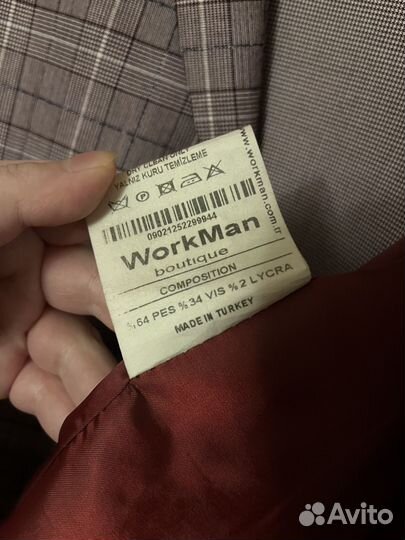 DRY CLEAN ONLY
YALNIZ KURU TEMİZLEME
09021252299944
WorkMan
boutique
COMPOSITION
% 64 PES % 34 VIS % 2 LYCRA
MADE IN TURKEY
www.workman.com.tr
Avito